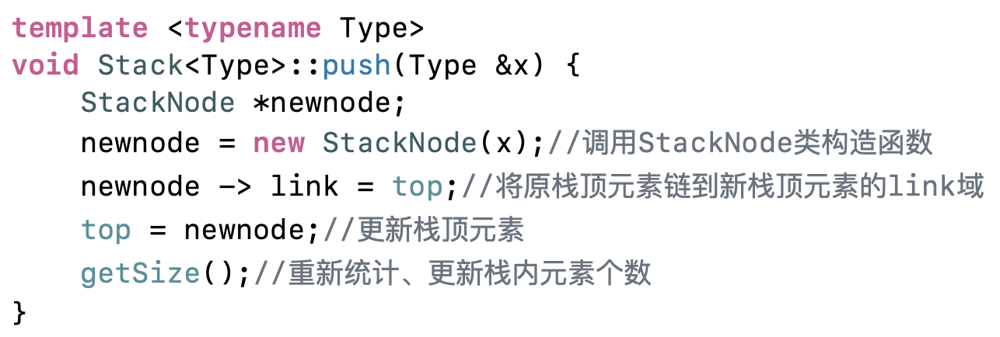 template <typename Type>
void Stack<Type>::push(Type &x) {
    StackNode *newnode;
    newnode = new StackNode(x);//调用StackNode类构造函数
    newnode -> link = top;//将原栈顶元素链到新栈顶元素的link域
    top = newnode;//更新栈顶元素
    getSize();//重新统计、更新栈内元素个数
}